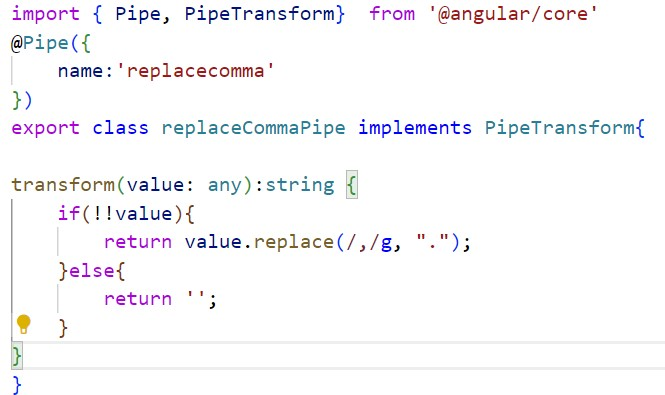 import { Pipe, PipeTransform}  from '@angular/core'
@Pipe({
    name:'replacecomma'
})
export class replaceCommaPipe implements PipeTransform{

transform(value: any):string {
    if(!!value){
        return value.replace(/,/g, ".");
    }else{
        return '';
    }
}
}